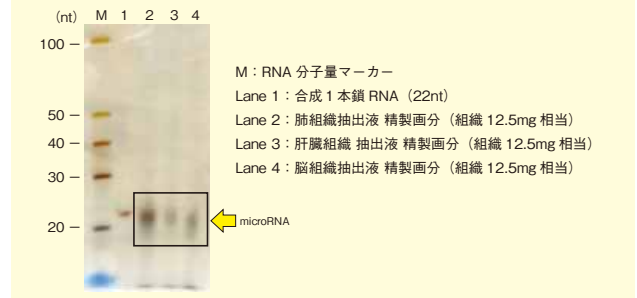 (nt) M 1 2 3 4
100
50
40
30
20
M：RNA 分子量マーカー
Lane 1：合成 1 本鎖 RNA（22nt）
Lane 2：肺組織抽出液 精製画分（組織 12.5mg 相当）
Lane 3：肝臓組織 抽出液 精製画分（組織 12.5mg 相当）
Lane 4：脳組織抽出液 精製画分（組織 12.5mg 相当）
microRNA